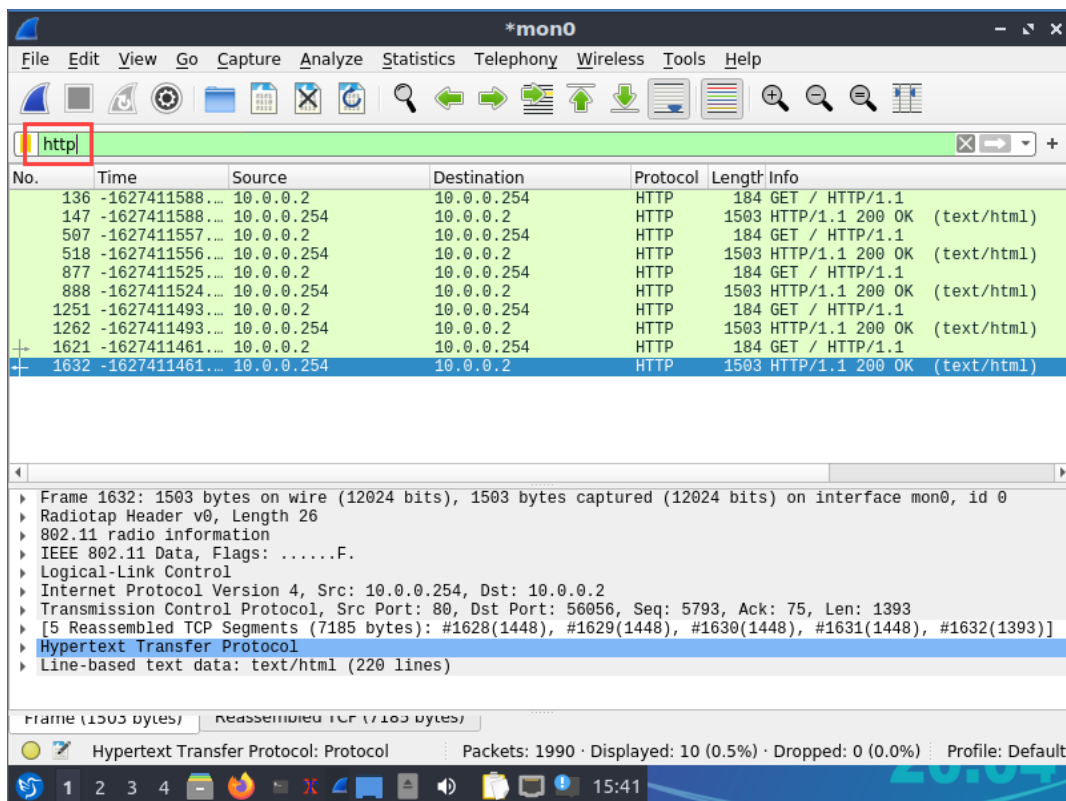 *mon0
File Edit View Go Capture Analyze Statistics Telephony Wireless Tools Help
http
No. Time Source Destination Protocol Length Info
136 -1627411588.… 10.0.0.2 10.0.0.254 HTTP 184 GET / HTTP/1.1
147 -1627411588.… 10.0.0.254 10.0.0.2 HTTP 1503 HTTP/1.1 200 OK (text/html)
507 -1627411557.… 10.0.0.2 10.0.0.254 HTTP 184 GET / HTTP/1.1
518 -1627411556.… 10.0.0.254 10.0.0.2 HTTP 1503 HTTP/1.1 200 OK (text/html)
877 -1627411525.… 10.0.0.2 10.0.0.254 HTTP 184 GET / HTTP/1.1
888 -1627411524.… 10.0.0.254 10.0.0.2 HTTP 1503 HTTP/1.1 200 OK (text/html)
1251 -1627411493.… 10.0.0.2 10.0.0.254 HTTP 184 GET / HTTP/1.1
1262 -1627411493.… 10.0.0.254 10.0.0.2 HTTP 1503 HTTP/1.1 200 OK (text/html)
1621 -1627411461.… 10.0.0.2 10.0.0.254 HTTP 184 GET / HTTP/1.1
1632 -1627411461.… 10.0.0.254 10.0.0.2 HTTP 1503 HTTP/1.1 200 OK (text/html)
Frame 1632: 1503 bytes on wire (12024 bits), 1503 bytes captured (12024 bits) on interface mon0, id 0
Radiotap Header v0, Length 26
802.11 radio information
IEEE 802.11 Data, Flags: ......F.
Logical-Link Control
Internet Protocol Version 4, Src: 10.0.0.254, Dst: 10.0.0.2
Transmission Control Protocol, Src Port: 80, Dst Port: 56056, Seq: 5793, Ack: 75, Len: 1393
[5 Reassembled TCP Segments (7185 bytes): #1628(1448), #1629(1448), #1630(1448), #1631(1448), #1632(1393)]
Hypertext Transfer Protocol
Line-based text data: text/html (220 lines)
Frame (1503 bytes) Reassembled TCP (7185 bytes)
Hypertext Transfer Protocol: Protocol Packets: 1990 · Displayed: 10 (0.5%) · Dropped: 0 (0.0%) Profile: Default
1 2 3 4 15:41 20.04